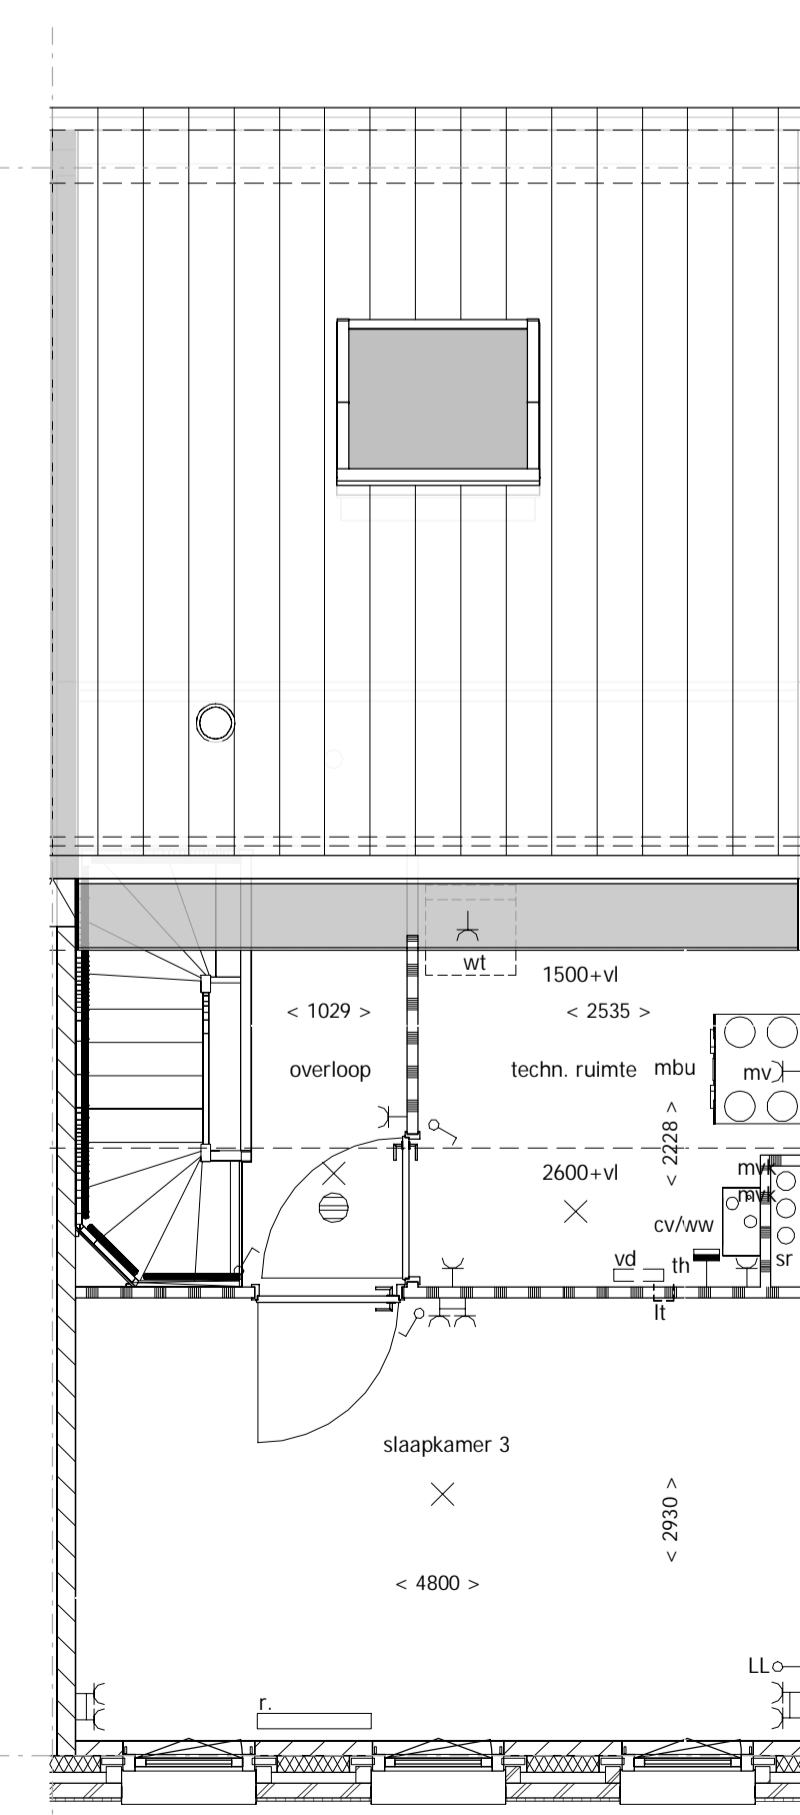 wt
1500+vl
< 1029 >
< 2535 >
overloop
techn. ruimte
mbu
mv
< 2228 >
2600+vl
mvk
mvk
cv/ww
vd
th
sr
lt
slaapkamer 3
< 2930 >
< 4800 >
LL
r.